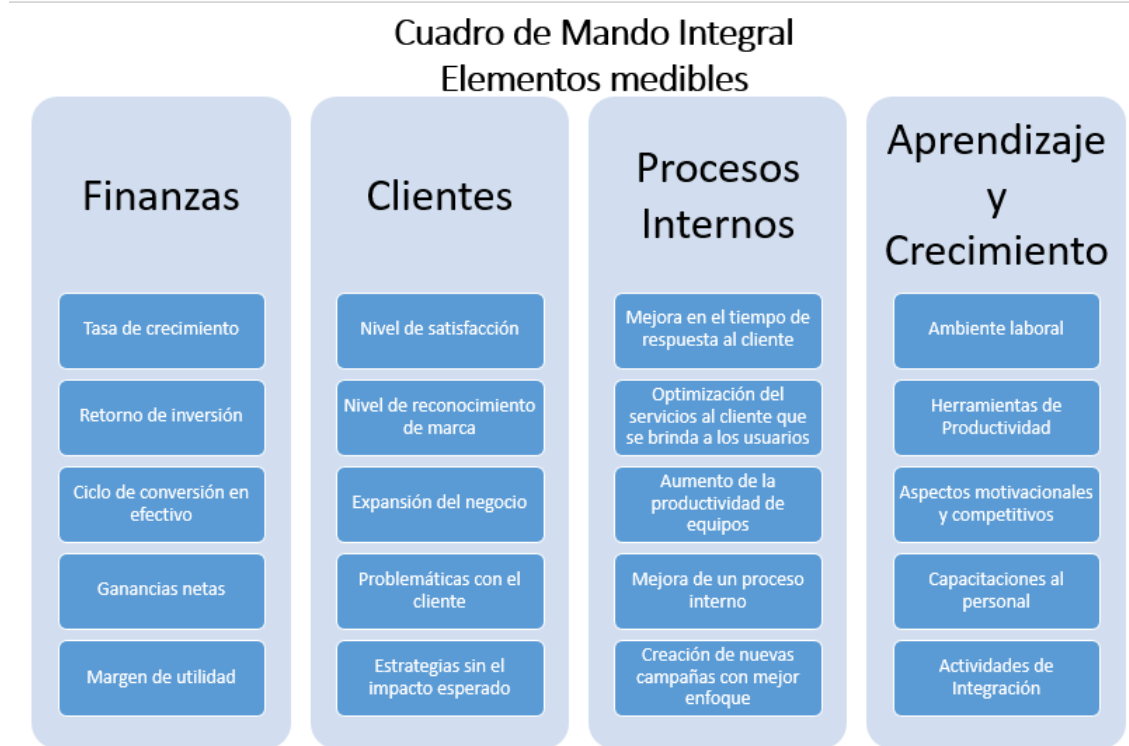 Cuadro de Mando Integral
Elementos medibles
Finanzas
Tasa de crecimiento
Retorno de inversión
Ciclo de conversión en
efectivo
Ganancias netas
Margen de utilidad
Clientes
Nivel de satisfacción
Nivel de reconocimiento
de marca
Expansión del negocio
Problemáticas con el
cliente
Estrategias sin el
impacto esperado
Procesos
Internos
Mejora en el tiempo de
respuesta al cliente
Optimización del
servicios al cliente que
se brinda a los usuarios
Aumento de la
productividad de
equipos
Mejora de un proceso
interno
Creación de nuevas
campañas con mejor
enfoque
Aprendizaje
y
Crecimiento
Ambiente laboral
Herramientas de
Productividad
Aspectos motivacionales
y competitivos
Capacitaciones al
personal
Actividades de
Integración